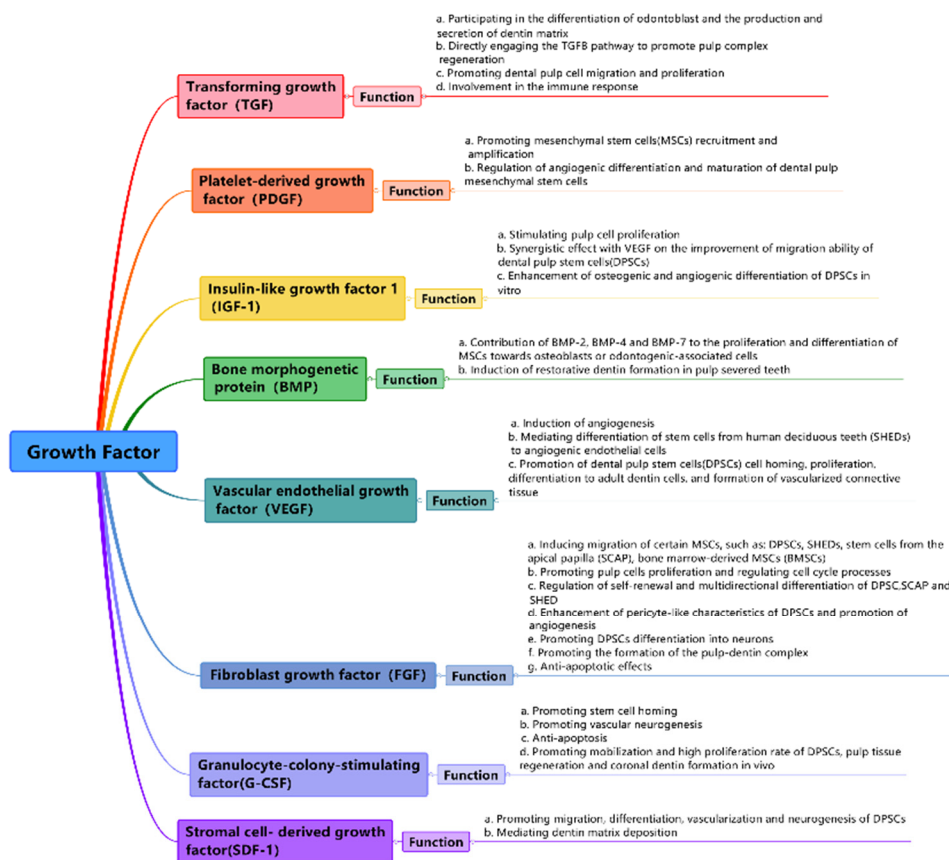 a. Participating in the differentiation of odontoblast and the production and
secretion of dentin matrix
b. Directly engaging the TGFB pathway to promote pulp complex
regeneration
c. Promoting dental pulp cell migration and proliferation
d. Involvement in the immune response
Transforming growth
factor (TGF)
Function
a. Promoting mesenchymal stem cells(MSCs) recruitment and
amplification
b. Regulation of angiogenic differentiation and maturation of dental pulp
mesenchymal stem cells
Platelet-derived growth
factor (PDGF)
Function
a. Stimulating pulp cell proliferation
b. Synergistic effect with VEGF on the improvement of migration ability of
dental pulp stem cells(DPSCs)
c. Enhancement of osteogenic and angiogenic differentiation of DPSCs in
vitro
Insulin-like growth factor 1
(IGF-1)
Function
a. Contribution of BMP-2, BMP-4 and BMP-7 to the proliferation and differentiation of
MSCs towards osteoblasts or odontogenic-associated cells
b. Induction of restorative dentin formation in pulp severed teeth
Bone morphogenetic
protein (BMP)
Function
Growth Factor
a. Induction of angiogenesis
b. Mediating differentiation of stem cells from human deciduous teeth (SHEDs)
to angiogenic endothelial cells
c. Promotion of dental pulp stem cells(DPSCs) cell homing, proliferation,
differentiation to adult dentin cells, and formation of vascularized connective
tissue
Vascular endothelial growth
factor (VEGF)
Function
a. Inducing migration of certain MSCs, such as: DPSCs, SHEDs, stem cells from the
apical papilla (SCAP), bone marrow-derived MSCs (BMSCs)
b. Promoting pulp cells proliferation and regulating cell cycle processes
c. Regulation of self-renewal and multidirectional differentiation of DPSC,SCAP and
SHED
d. Enhancement of pericyte-like characteristics of DPSCs and promotion of
angiogenesis
e. Promoting DPSCs differentiation into neurons
f. Promoting the formation of the pulp-dentin complex
g. Anti-apoptotic effects
Fibroblast growth factor (FGF)
Function
a. Promoting stem cell homing
b. Promoting vascular neurogenesis
c. Anti-apoptosis
d. Promoting mobilization and high proliferation rate of DPSCs, pulp tissue
regeneration and coronal dentin formation in vivo
Granulocyte-colony-stimulating
factor(G-CSF)
Function
a. Promoting migration, differentiation, vascularization and neurogenesis of DPSCs
b. Mediating dentin matrix deposition
Stromal cell- derived growth
factor(SDF-1)
Function